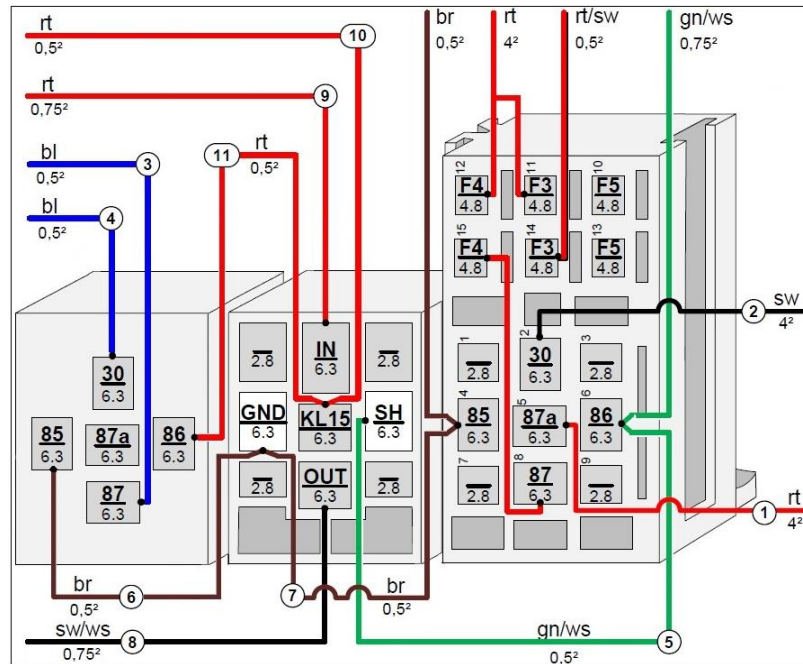 rt
0,5²
10
br
0,5²
rt
4²
rt/sw
0,5²
gn/ws
0,75²
rt
0,75²
9
bl
0,5²
3
11
rt
0,5²
bl
0,5²
4
12
F4
4.8
11
F3
4.8
10
F5
4.8
15
F4
4.8
14
F3
4.8
13
F5
4.8
2
sw
4²
30
6.3
85
6.3
87a
6.3
86
6.3
87
6.3
2.8
IN
6.3
2.8
GND
6.3
KL15
6.3
SH
6.3
2.8
OUT
6.3
2.8
1
2.8
2
30
6.3
3
2.8
4
85
6.3
5
87a
6.3
6
86
6.3
7
2.8
8
87
6.3
9
2.8
1
rt
4²
br
0,5²
6
7
br
0,5²
sw/ws
0,75²
8
gn/ws
0,5²
5